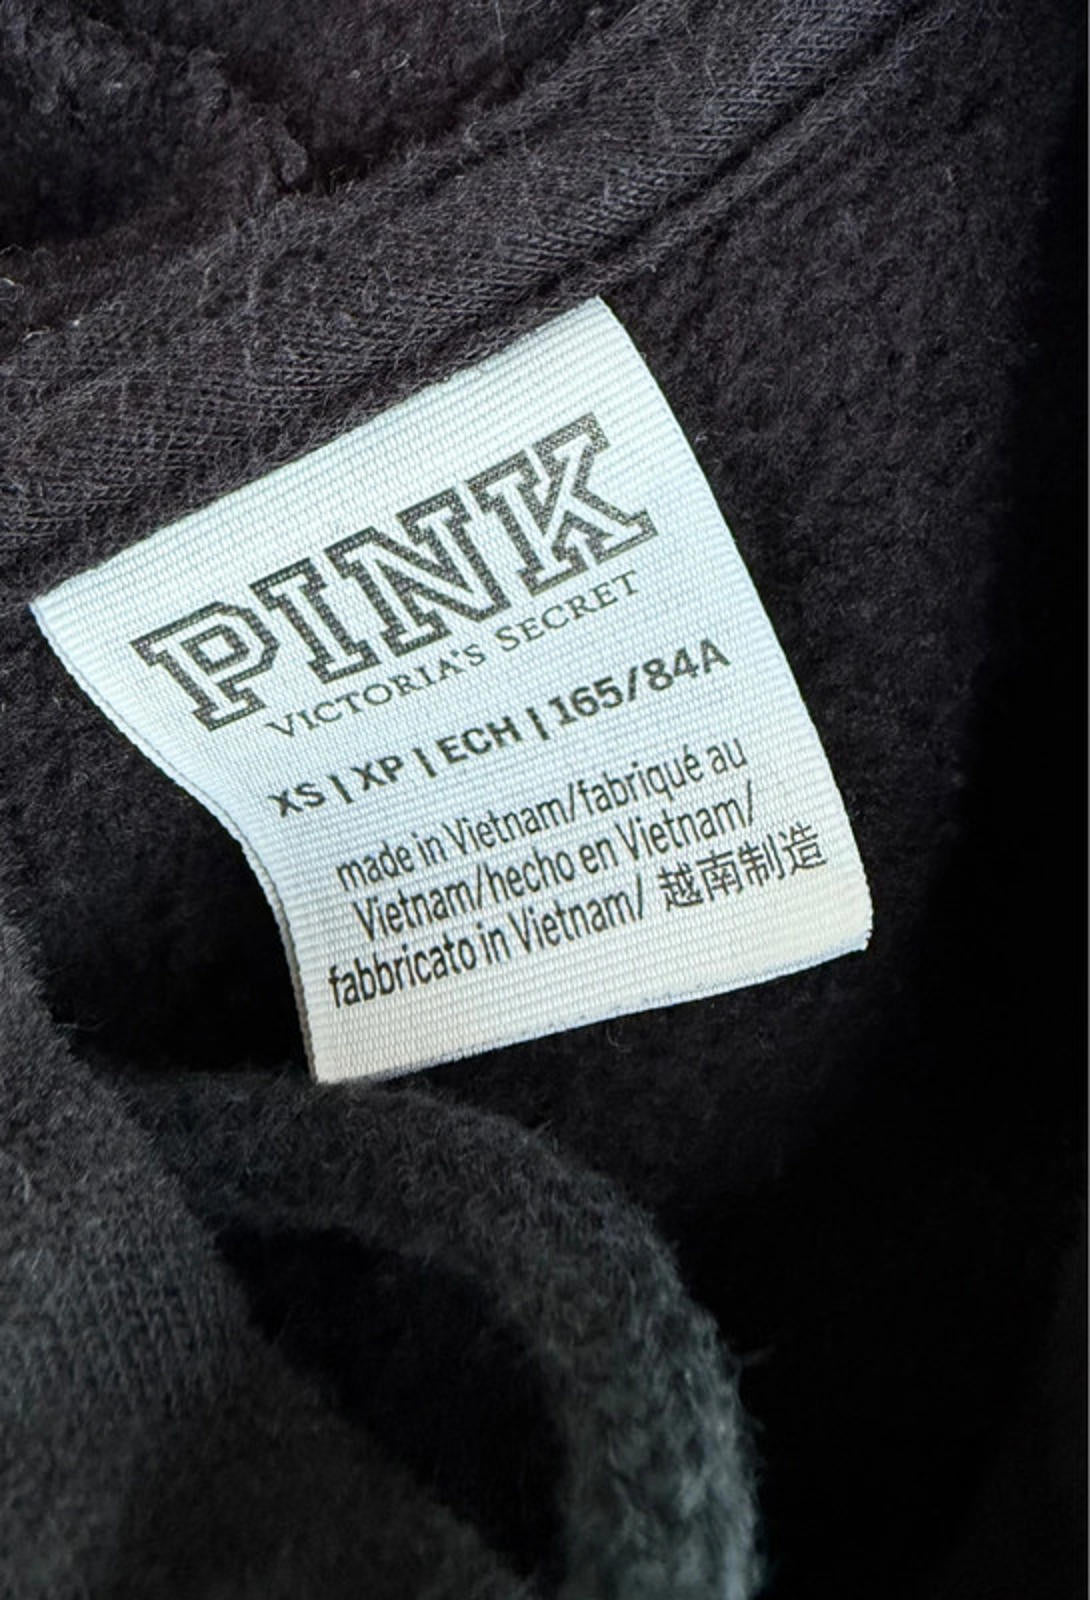 PINK
VICTORIA'S SECRET
XS | XP | ECH | 165/84A
made in Vietnam/fabriqué au
Vietnam/hecho en Vietnam/
fabbricato in Vietnam/ 越南制造